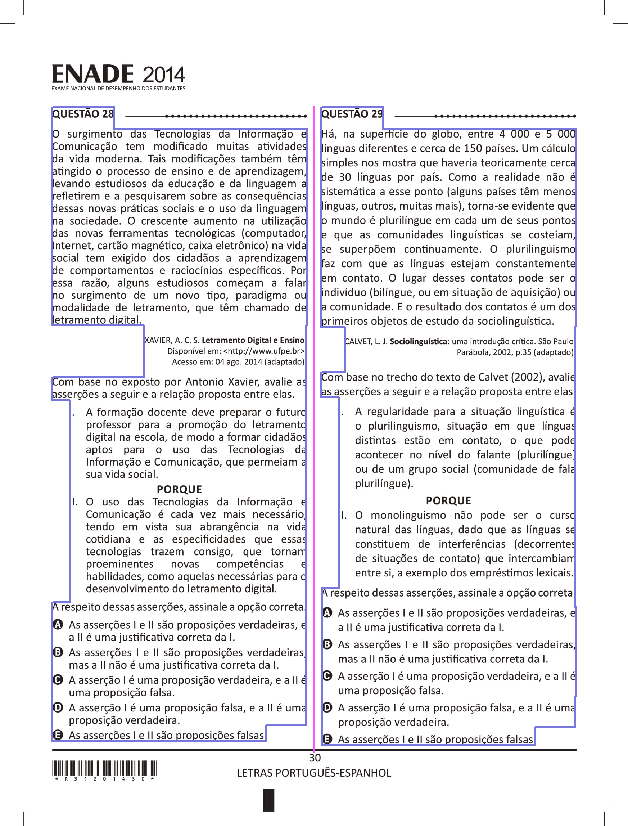 ENADE 2014
EXAME NACIONAL DE DESEMPENHO DOS ESTUDANTES
QUESTÃO 28
O surgimento das Tecnologias da Informação e
Comunicação tem modificado muitas atividades
da vida moderna. Tais modificações também têm
atingido o processo de ensino e de aprendizagem,
levando estudiosos da educação e da linguagem a
refletirem e a pesquisarem sobre as consequências
dessas novas práticas sociais e o uso da linguagem
na sociedade. O crescente aumento na utilização
das novas ferramentas tecnológicas (computador,
Internet, cartão magnético, caixa eletrônico) na vida
social tem exigido dos cidadãos a aprendizagem
de comportamentos e raciocínios específicos. Por
essa razão, alguns estudiosos começam a falar
no surgimento de um novo tipo, paradigma ou
modalidade de letramento, que têm chamado de
letramento digital.
XAVIER, A. C. S. Letramento Digital e Ensino
Disponível em: <http://www.ufpe.br>
Acesso em: 04 ago. 2014 (adaptado)
Com base no exposto por Antonio Xavier, avalie as
asserções a seguir e a relação proposta entre elas.
I. A formação docente deve preparar o futuro
professor para a promoção do letramento
digital na escola, de modo a formar cidadãos
aptos para o uso das Tecnologias da
Informação e Comunicação, que permeiam a
sua vida social.
PORQUE
II. O uso das Tecnologias da Informação e
Comunicação é cada vez mais necessário,
tendo em vista sua abrangência na vida
cotidiana e as especificidades que essas
tecnologias trazem consigo, que tornam
proeminentes novas competências e
habilidades, como aquelas necessárias para o
desenvolvimento do letramento digital.
A respeito dessas asserções, assinale a opção correta.
A As asserções I e II são proposições verdadeiras, e
a II é uma justificativa correta da I.
B As asserções I e II são proposições verdadeiras,
mas a II não é uma justificativa correta da I.
C A asserção I é uma proposição verdadeira, e a II é
uma proposição falsa.
D A asserção I é uma proposição falsa, e a II é uma
proposição verdadeira.
E As asserções I e II são proposições falsas
QUESTÃO 29
Há, na superfície do globo, entre 4 000 e 5 000
línguas diferentes e cerca de 150 países. Um cálculo
simples nos mostra que haveria teoricamente cerca
de 30 línguas por país. Como a realidade não é
sistemática a esse ponto (alguns países têm menos
línguas, outros, muitas mais), torna-se evidente que
o mundo é plurilíngue em cada um de seus pontos
e que as comunidades linguísticas se costeiam,
se superpõem continuamente. O plurilinguismo
faz com que as línguas estejam constantemente
em contato. O lugar desses contatos pode ser o
indivíduo (bilíngue, ou em situação de aquisição) ou
a comunidade. E o resultado dos contatos é um dos
primeiros objetos de estudo da sociolinguística.
CALVET, L. J. Sociolinguística: uma introdução crítica. São Paulo
Parábola, 2002, p.35 (adaptado)
Com base no trecho do texto de Calvet (2002), avalie
as asserções a seguir e a relação proposta entre elas
I. A regularidade para a situação linguística é
o plurilinguismo, situação em que línguas
distintas estão em contato, o que pode
acontecer no nível do falante (plurilíngue)
ou de um grupo social (comunidade de fala
plurilíngue).
PORQUE
II. O monolinguismo não pode ser o curso
natural das línguas, dado que as línguas se
constituem de interferências (decorrentes
de situações de contato) que intercambiam
entre si, a exemplo dos empréstimos lexicais.
A respeito dessas asserções, assinale a opção correta
A As asserções I e II são proposições verdadeiras, e
a II é uma justificativa correta da I.
B As asserções I e II são proposições verdadeiras,
mas a II não é uma justificativa correta da I.
C A asserção I é uma proposição verdadeira, e a II é
uma proposição falsa.
D A asserção I é uma proposição falsa, e a II é uma
proposição verdadeira.
E As asserções I e II são proposições falsas
30
LETRAS PORTUGUÊS-ESPANHOL